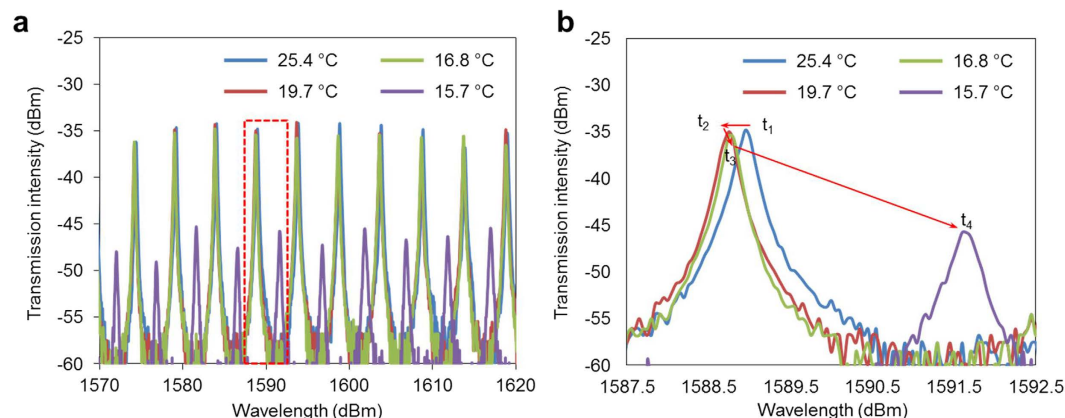 a
-25
-30
-35
-40
-45
-50
-55
-60
Transmission intensity (dBm)
25.4 °C 16.8 °C
19.7 °C 15.7 °C
1570 1580 1590 1600 1610 1620
Wavelength (dBm)
b
-25
-30
-35
-40
-45
-50
-55
-60
Transmission intensity (dBm)
25.4 °C 16.8 °C
19.7 °C 15.7 °C
t2 t1
t3
t4
1587.5 1588.5 1589.5 1590.5 1591.5 1592.5
Wavelength (dBm)